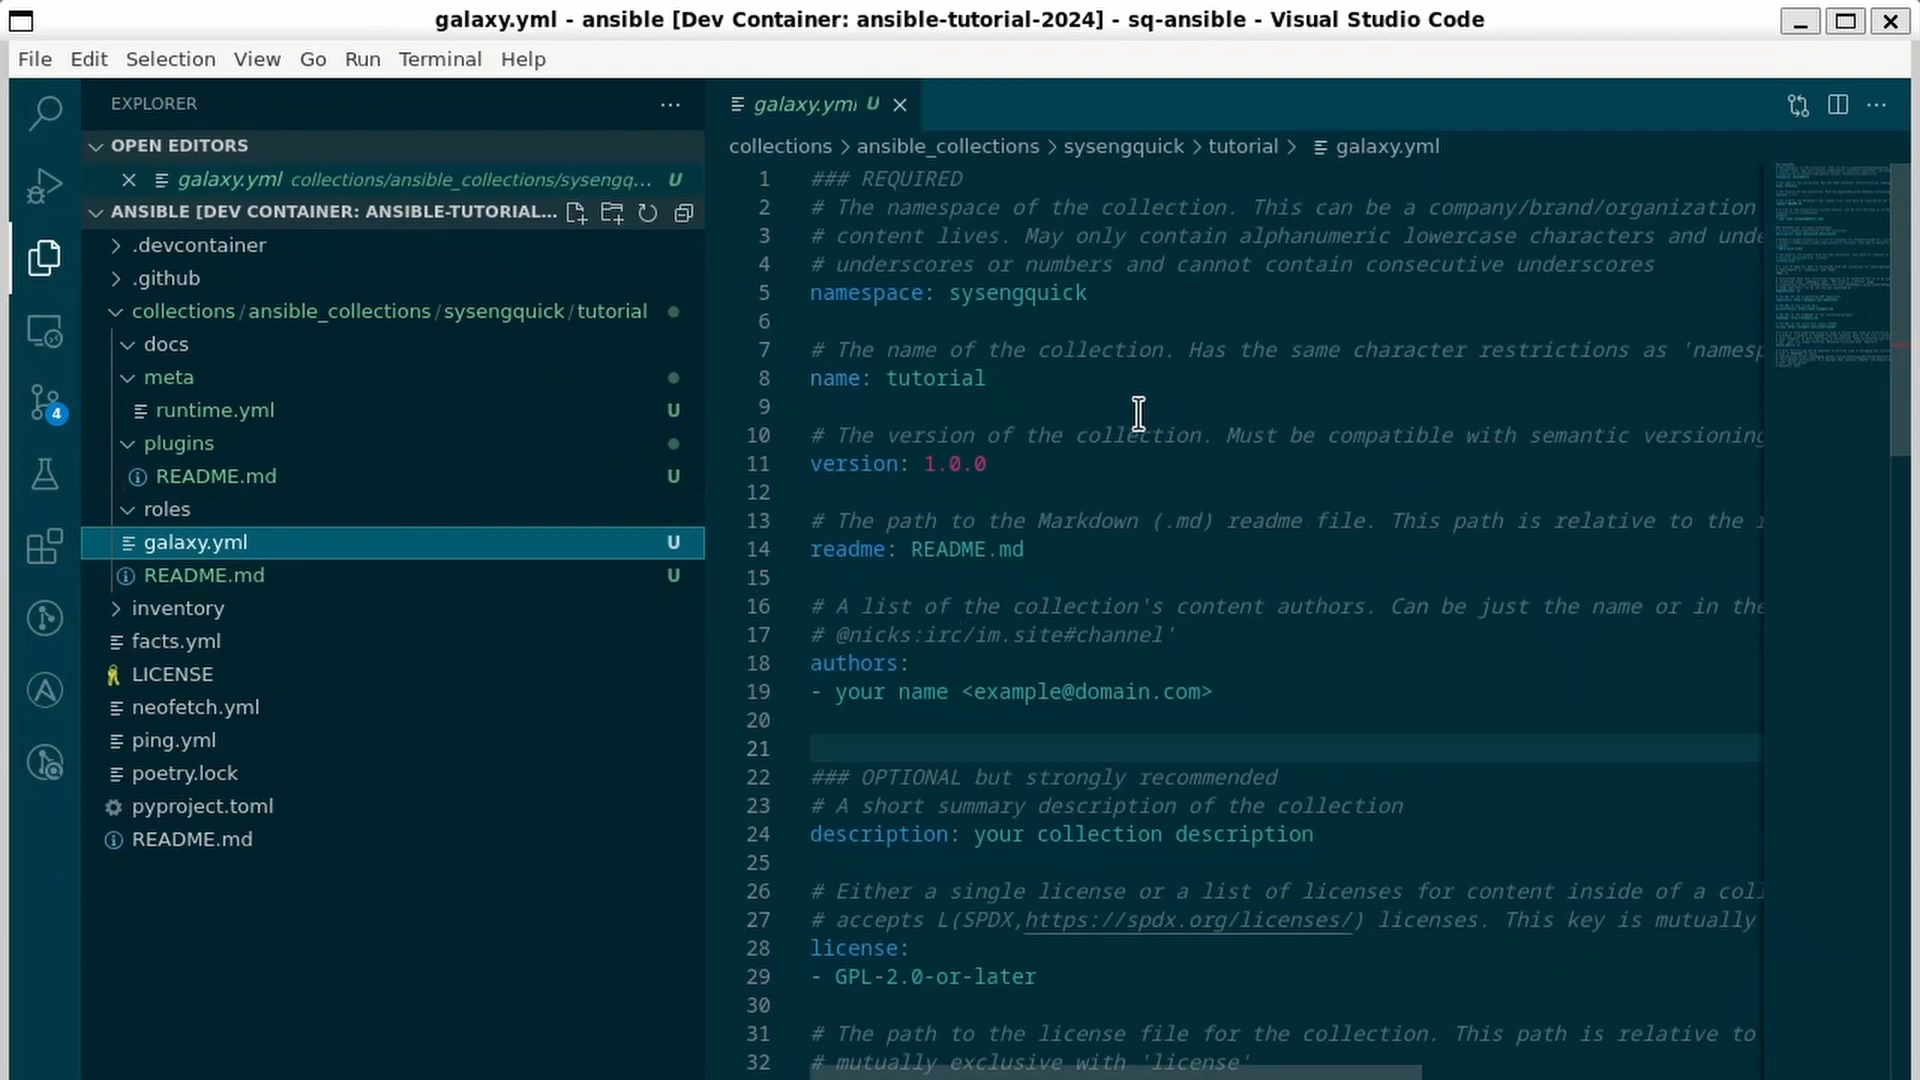 galaxy.yml - ansible [Dev Container: ansible-tutorial-2024] - sq-ansible - Visual Studio Code
File Edit Selection View Go Run Terminal Help
EXPLORER
OPEN EDITORS
galaxy.yml collections/ansible_collections/sysengq... U
ANSIBLE [DEV CONTAINER: ANSIBLE-TUTORIAL...
.devcontainer
.github
collections / ansible_collections / sysengquick / tutorial
docs
meta
runtime.yml U
4
plugins
README.md U
roles
galaxy.yml U
README.md U
inventory
facts.yml
LICENSE
neofetch.yml
ping.yml
poetry.lock
pyproject.toml
README.md
galaxy.yml U
collections > ansible_collections > sysengquick > tutorial > galaxy.yml
1 ### REQUIRED
2 # The namespace of the collection. This can be a company/brand/organization
3 # content lives. May only contain alphanumeric lowercase characters and unde
4 # underscores or numbers and cannot contain consecutive underscores
5 namespace: sysengquick
6
7 # The name of the collection. Has the same character restrictions as 'namesp
8 name: tutorial
9
10 # The version of the collection. Must be compatible with semantic versioning
11 version: 1.0.0
12
13 # The path to the Markdown (.md) readme file. This path is relative to the r
14 readme: README.md
15
16 # A list of the collection's content authors. Can be just the name or in the
17 # @nicks:irc/im.site#channel'
18 authors:
19 - your name <example@domain.com>
20
21
22 ### OPTIONAL but strongly recommended
23 # A short summary description of the collection
24 description: your collection description
25
26 # Either a single license or a list of licenses for content inside of a coll
27 # accepts L(SPDX,https://spdx.org/licenses/) licenses. This key is mutually
28 license:
29 - GPL-2.0-or-later
30
31 # The path to the license file for the collection. This path is relative to
32 # mutually exclusive with 'license'